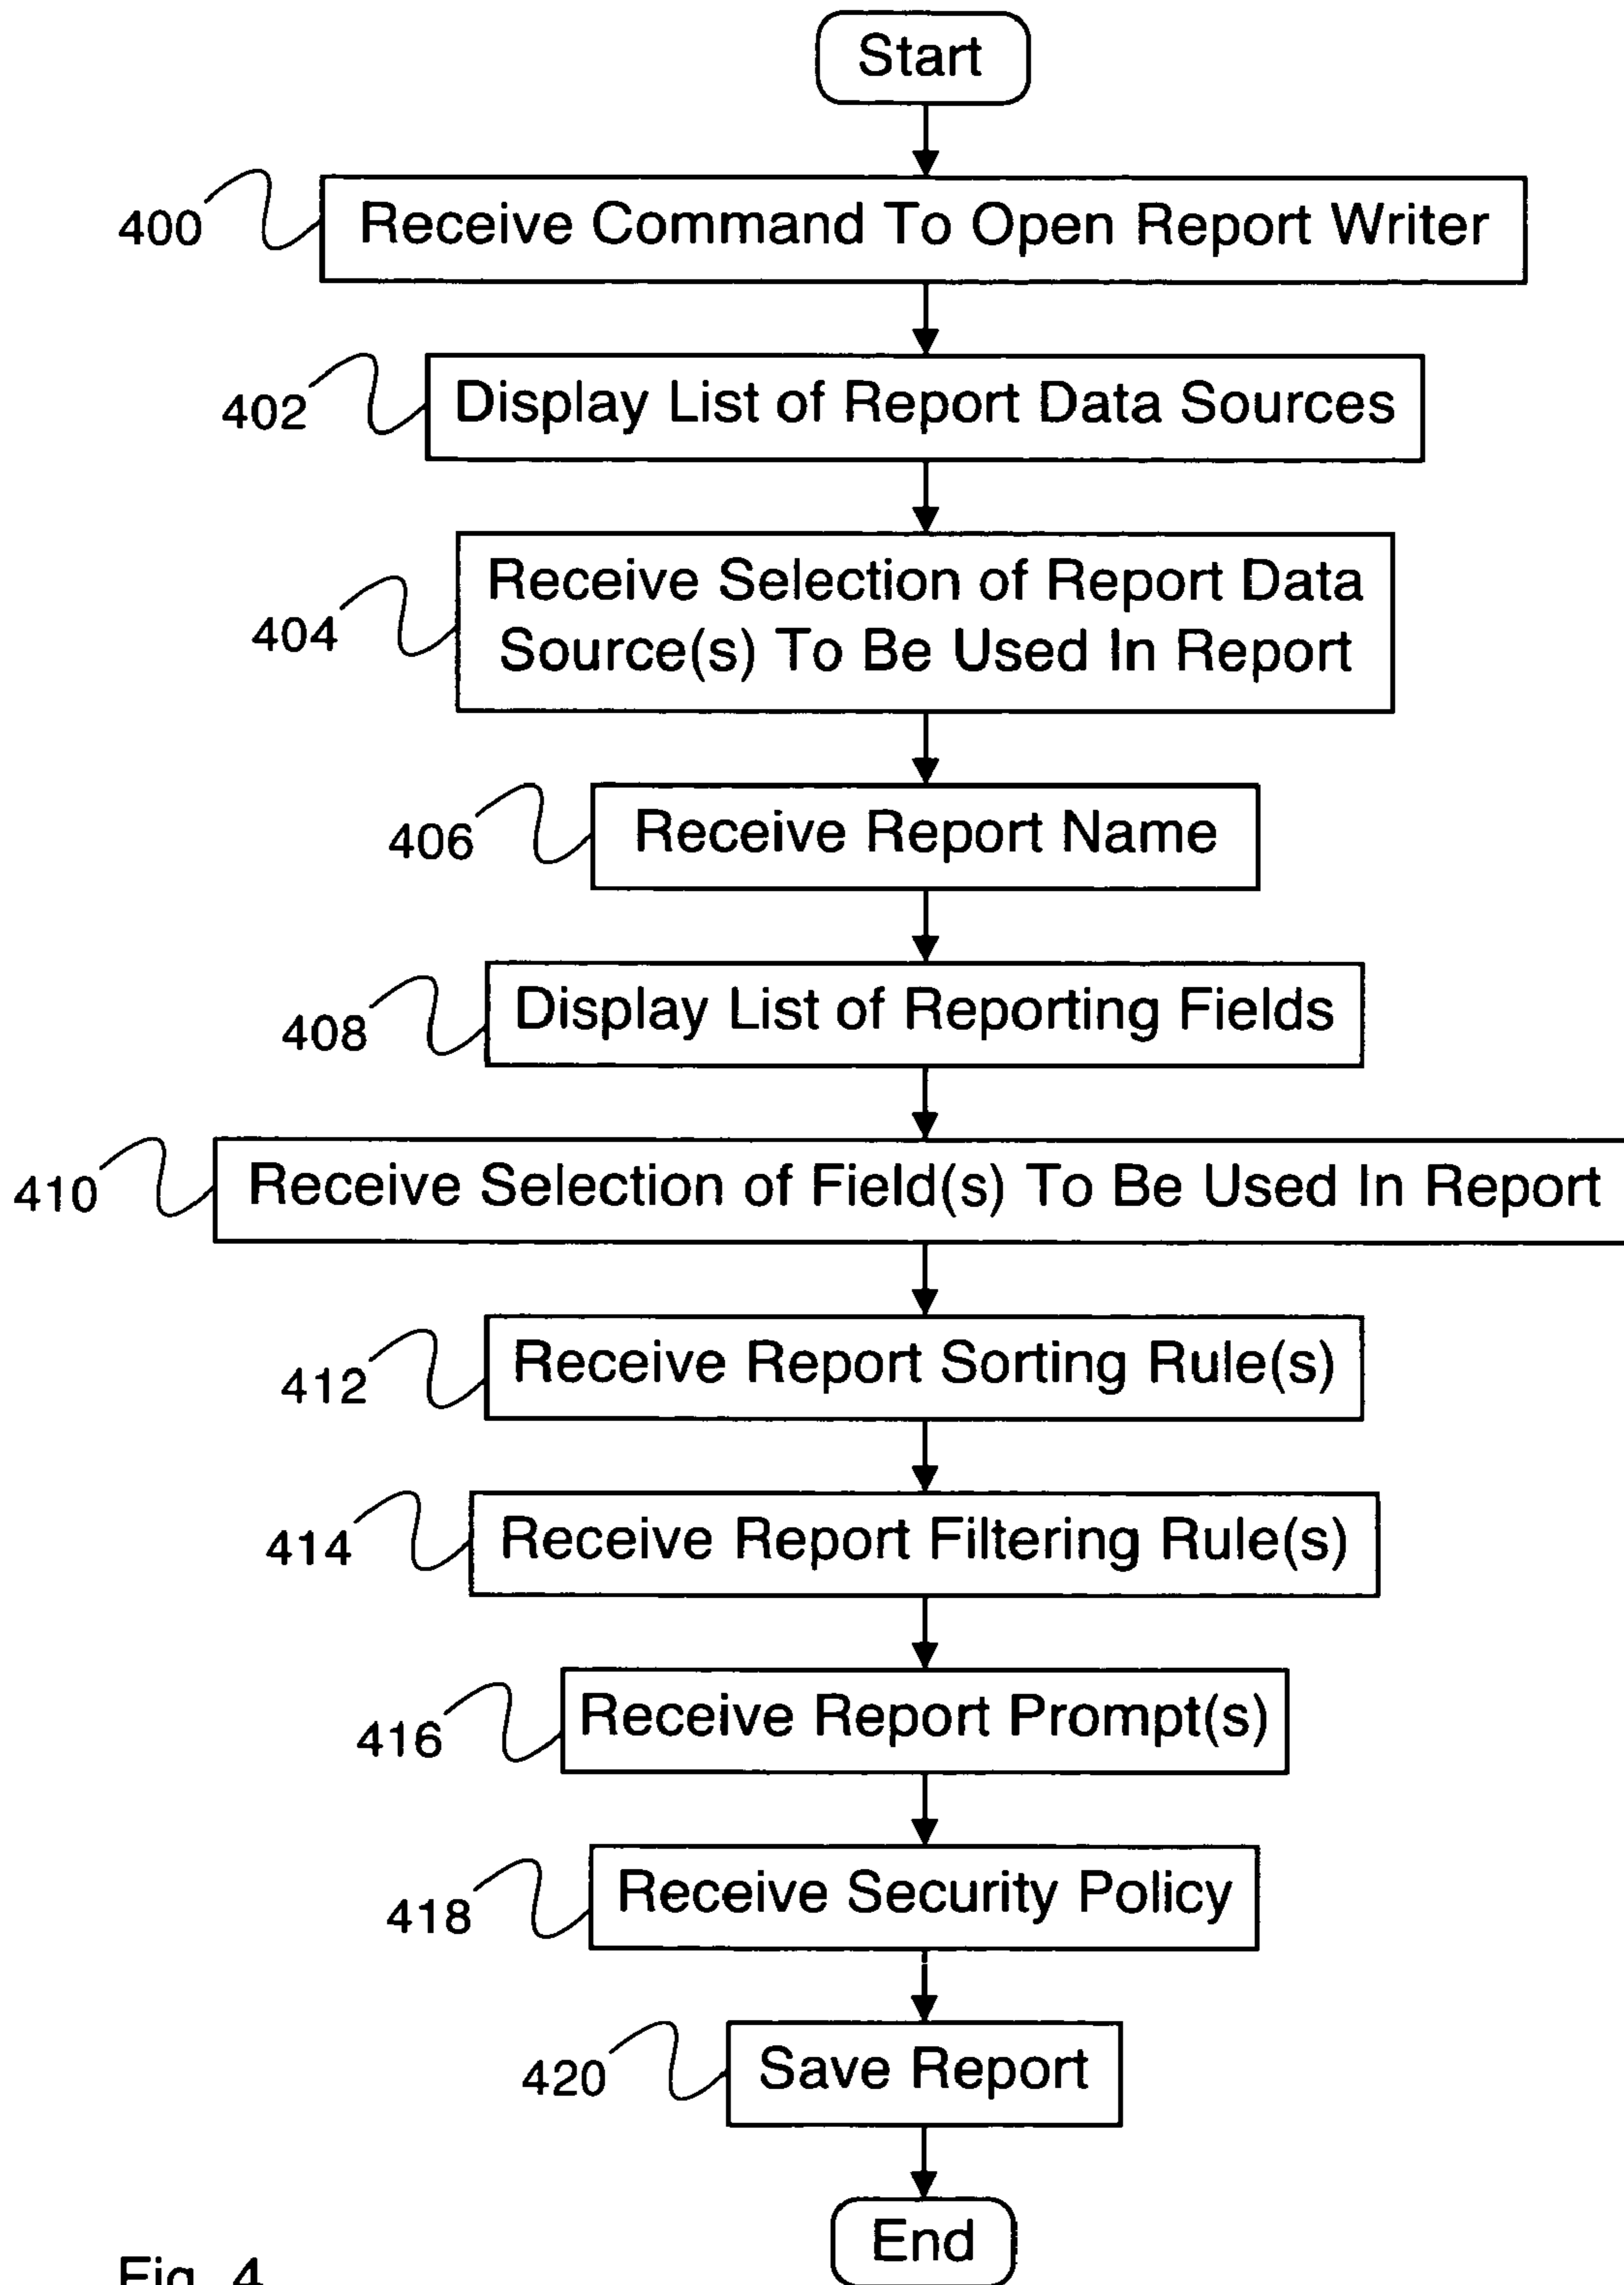 Start
400
Receive Command To Open Report Writer
402
Display List of Report Data Sources
404
Receive Selection of Report Data
Source(s) To Be Used In Report
406
Receive Report Name
408
Display List of Reporting Fields
410
Receive Selection of Field(s) To Be Used In Report
412
Receive Report Sorting Rule(s)
414
Receive Report Filtering Rule(s)
416
Receive Report Prompt(s)
418
Receive Security Policy
420
Save Report
End
Fig. 4